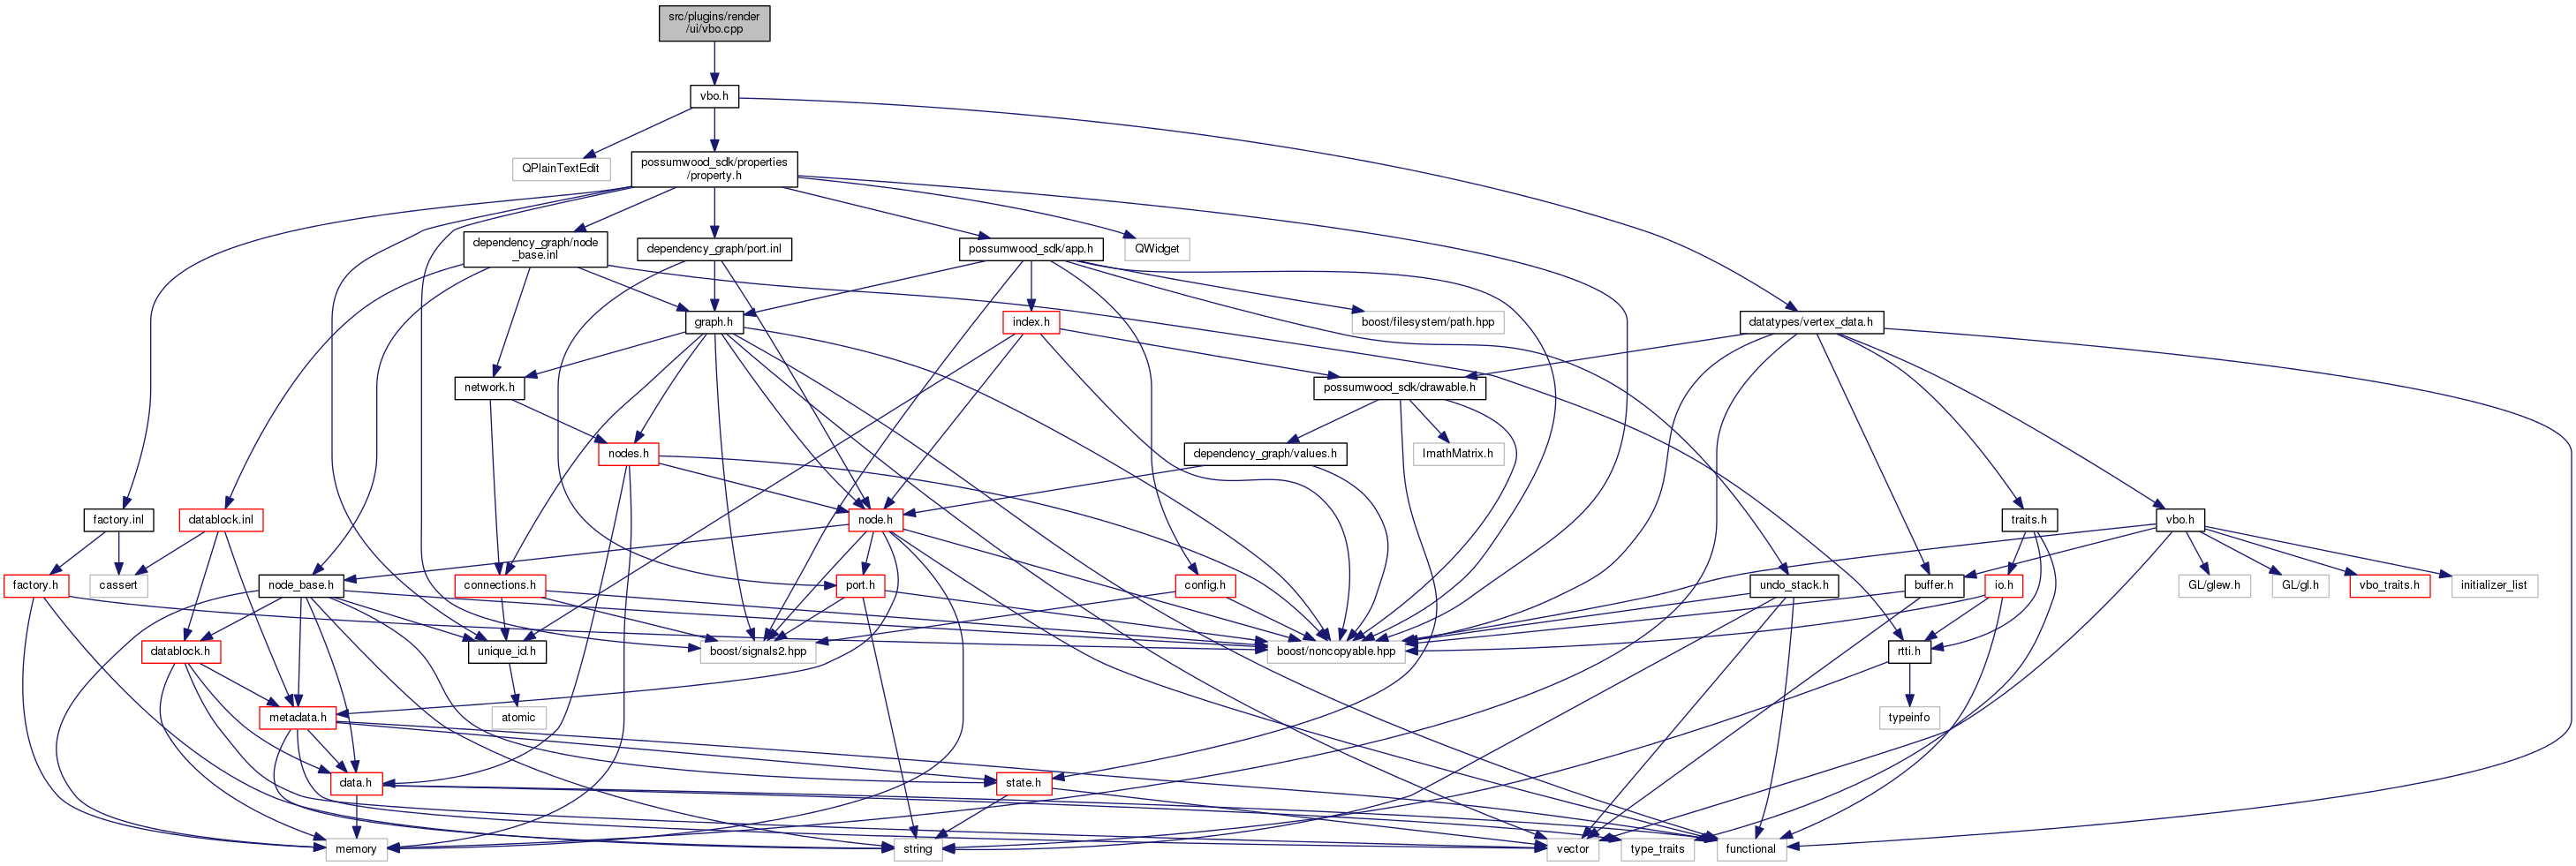 src/plugins/render
/ui/vbo.cpp
vbo.h
QPlainTextEdit
possumwood_sdk/properties
/property.h
dependency_graph/node
_base.inl
dependency_graph/port.inl
possumwood_sdk/app.h
QWidget
graph.h
index.h
boost/filesystem/path.hpp
datatypes/vertex_data.h
network.h
possumwood_sdk/drawable.h
nodes.h
dependency_graph/values.h
ImathMatrix.h
factory.inl
datablock.inl
node.h
traits.h
vbo.h
factory.h
cassert
node_base.h
connections.h
port.h
config.h
undo_stack.h
buffer.h
io.h
GL/glew.h
GL/gl.h
vbo_traits.h
initializer_list
datablock.h
unique_id.h
boost/signals2.hpp
boost/noncopyable.hpp
rtti.h
metadata.h
atomic
typeinfo
data.h
state.h
memory
string
vector
type_traits
functional